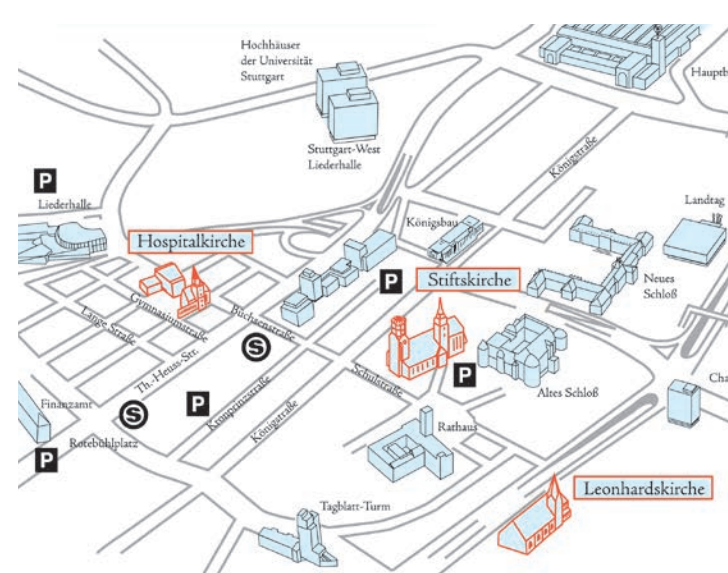 Hochhäuser
der Universität
Stuttgart
Hauptb
Stuttgart-West
Liederhalle
Königstraße
P
Liederhalle
Landtag
Königsbau
Hospitalkirche
Stiftskirche
Neues
Schloß
P
Gymnasiumstraße
Lange Straße
Büchsenstraße
Th.-Heuss-Str.
S
Schulstraße
P
Altes Schloß
Cha
Finanzamt
S
P
Kronprinzstraße
Königstraße
Rathaus
Rotebühlplatz
P
Leonhardskirche
Tagblatt-Turm